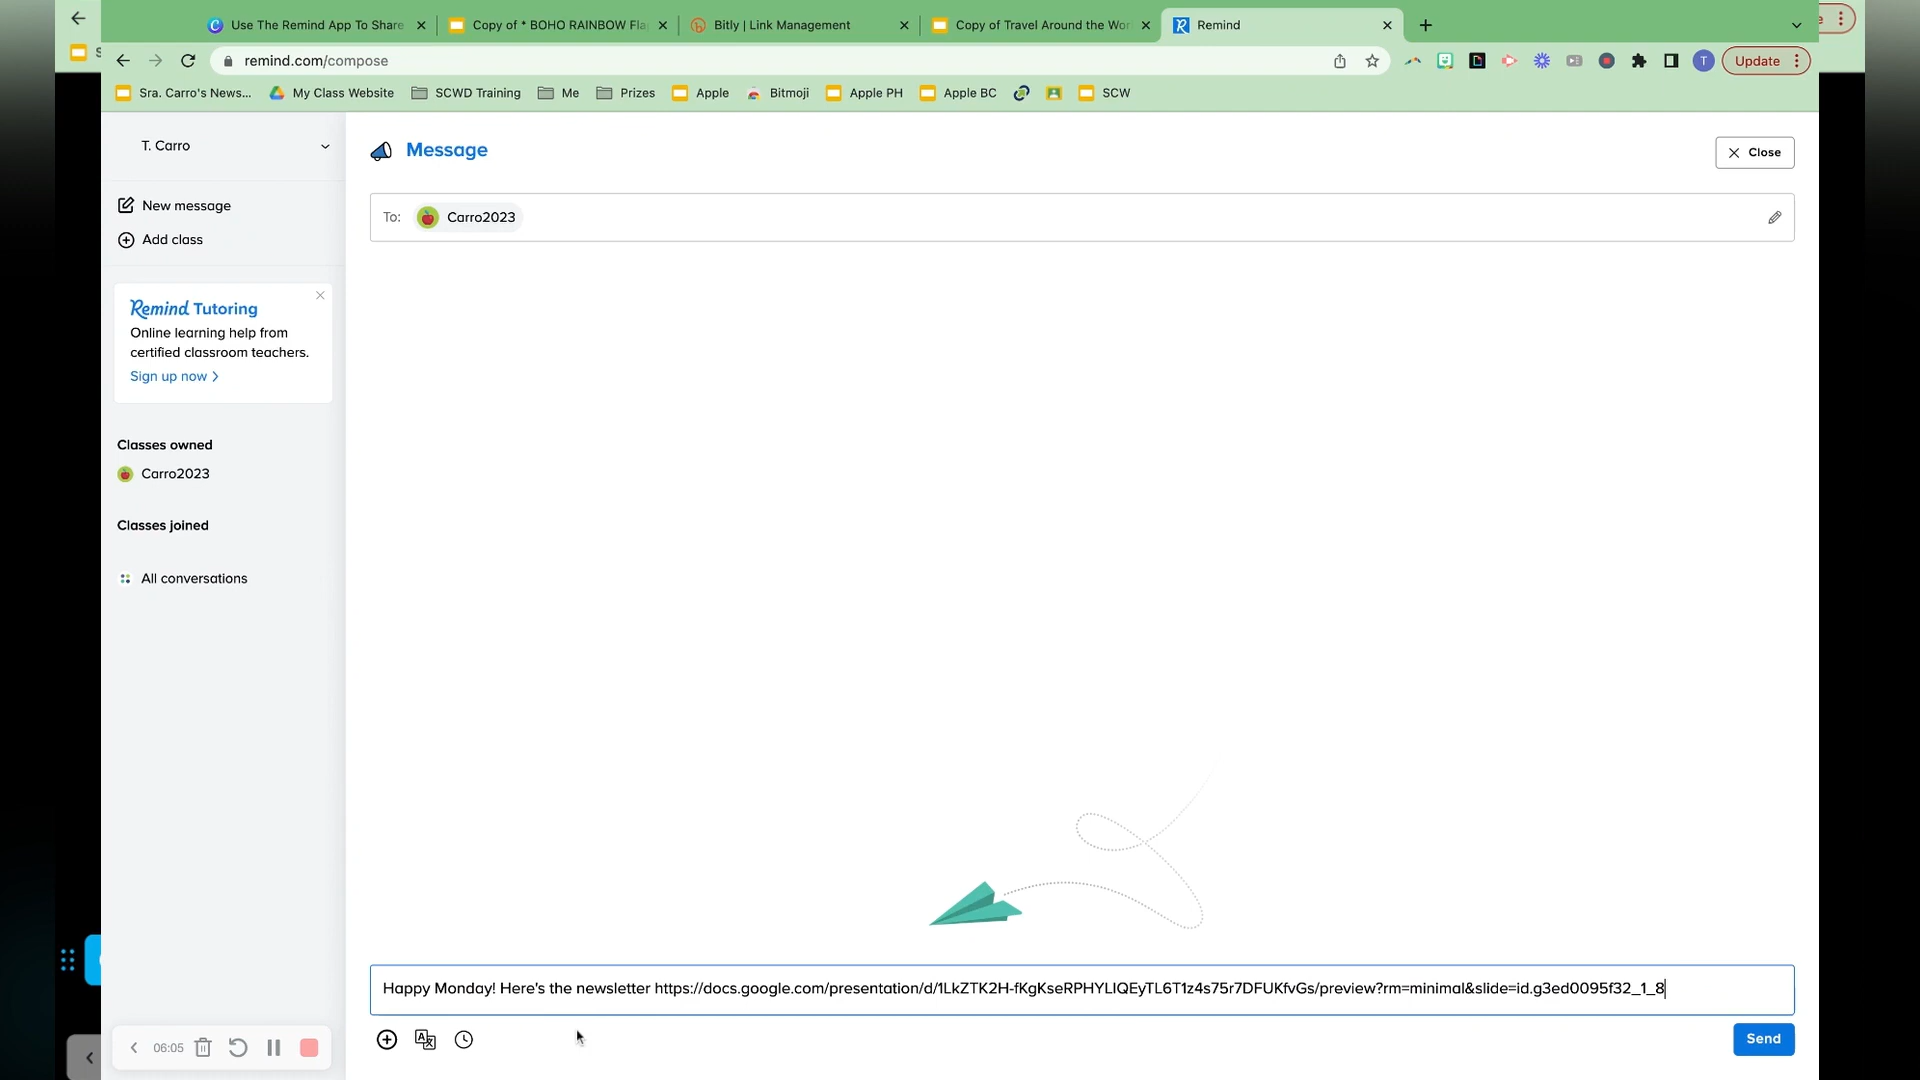 Use The Remind App To Share
Copy of * BOHO RAINBOW Fla
Bitly | Link Management
Copy of Travel Around the Wor
Remind
remind.com/compose
T
Update
Sra. Carro's News...
My Class Website
SCWD Training
Me
Prizes
Apple
Bitmoji
Apple PH
Apple BC
SCW
T. Carro
Message
Close
New message
To:
Carro2023
Add class
Remind Tutoring
Online learning help from
certified classroom teachers.
Sign up now >
Classes owned
Carro2023
Classes joined
All conversations
Happy Monday! Here's the newsletter https://docs.google.com/presentation/d/1LkZTK2H-fKgKseRPHYLIQEyTL6T1z4s75r7DFUKfvGs/preview?rm=minimal&slide=id.g3ed0095f32_1_8
06:05
Send